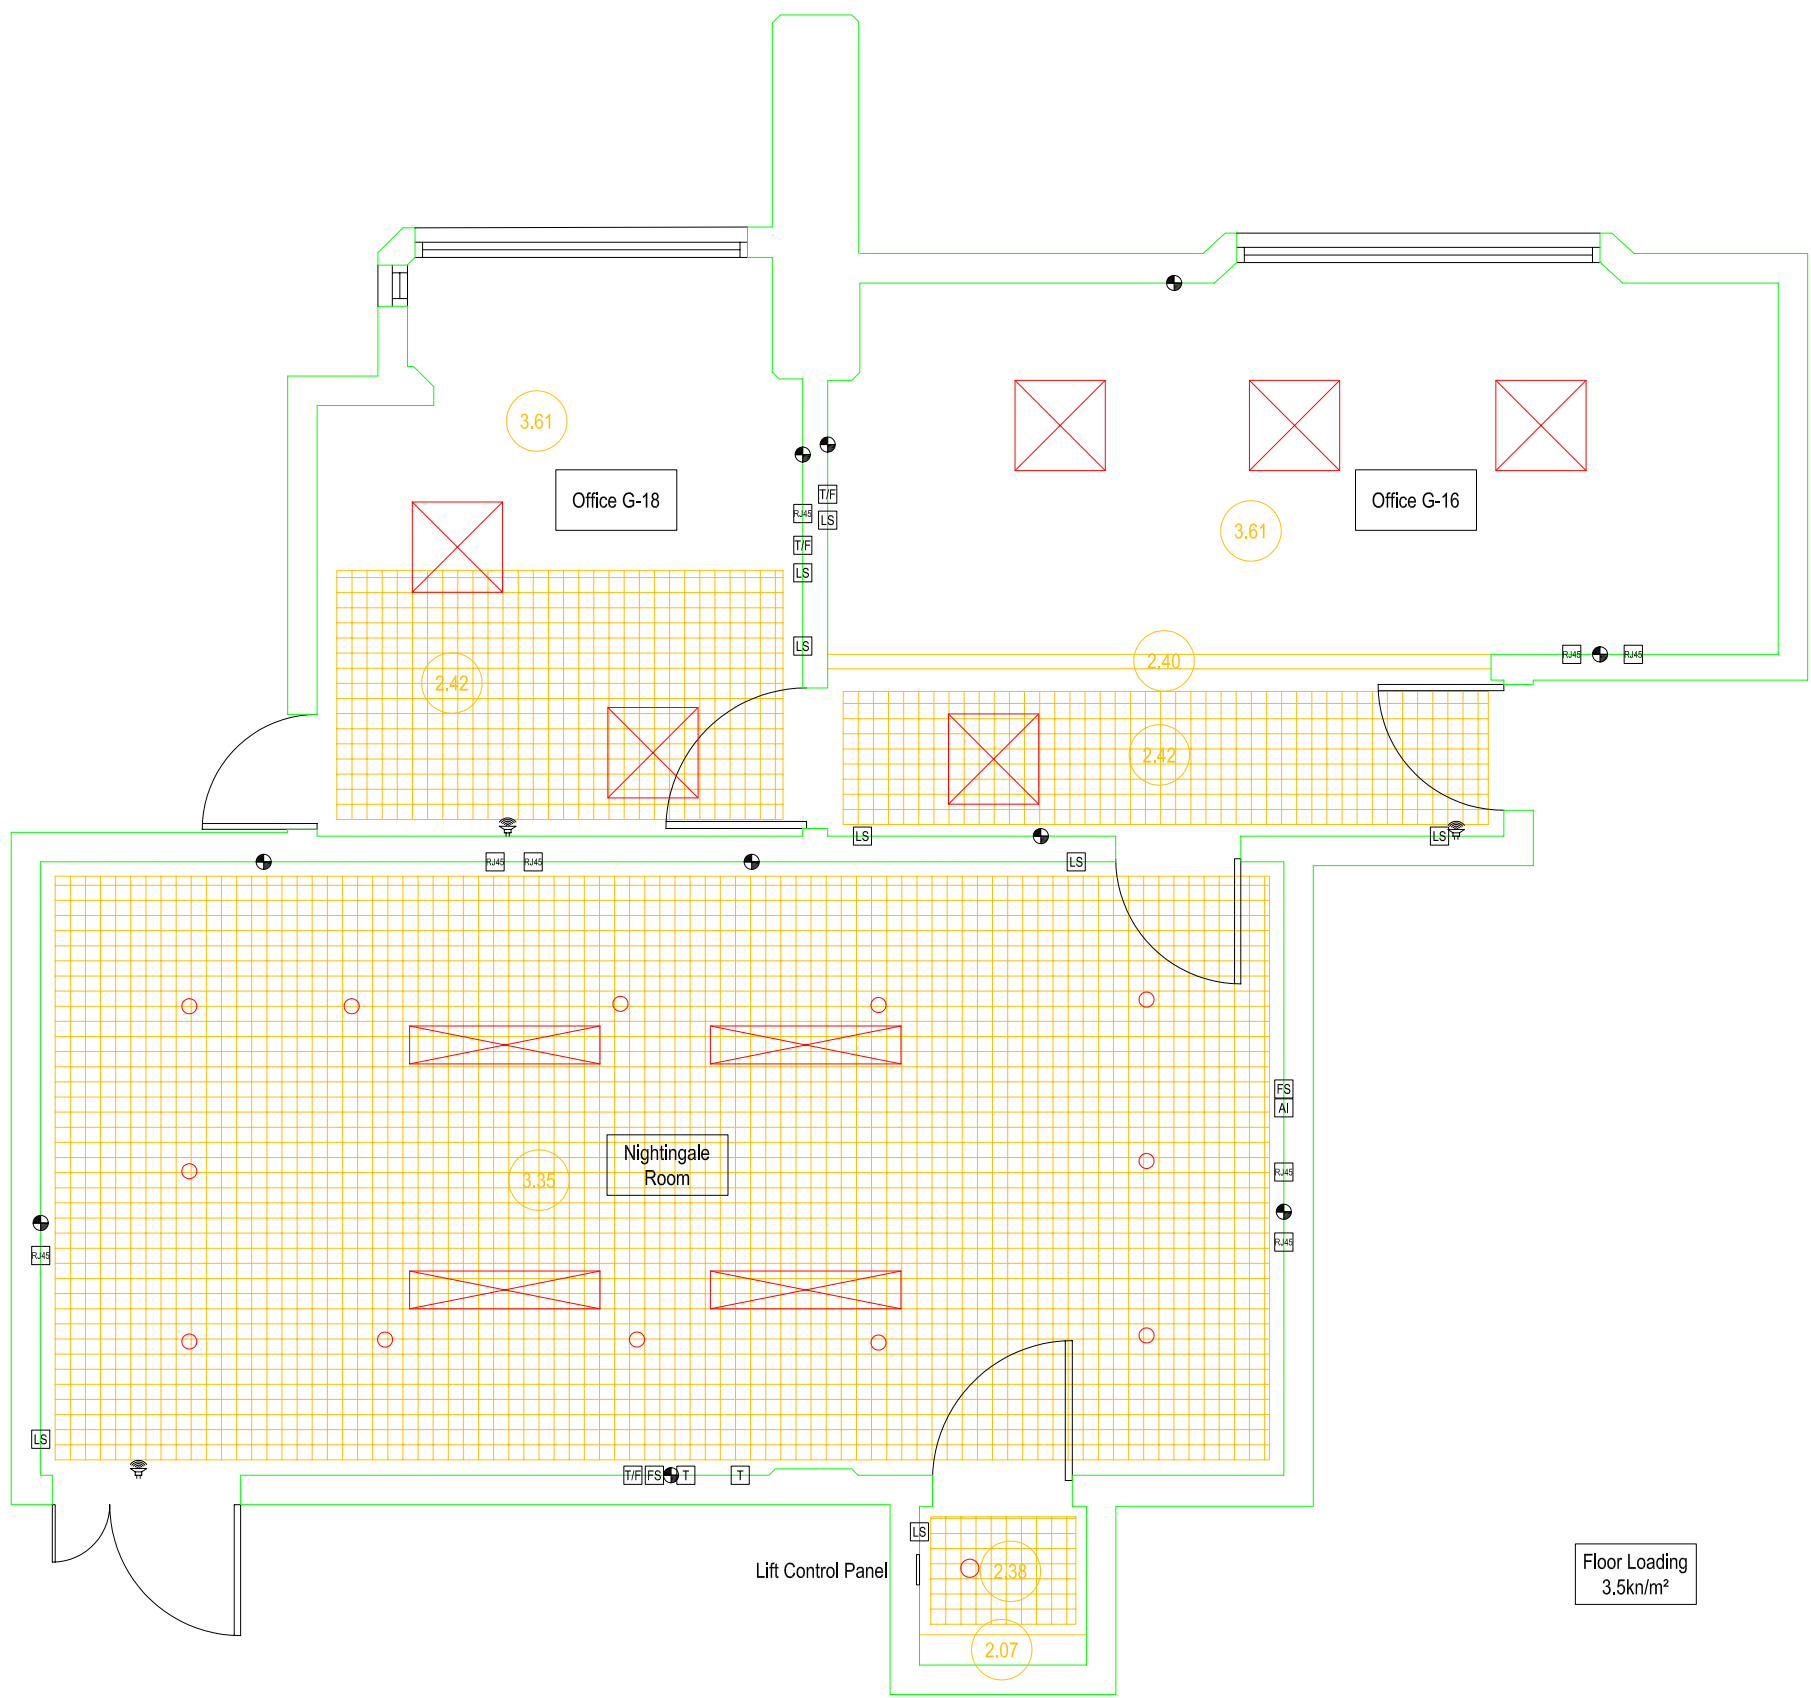 3.61
Office G-18
Office G-16
T/F
RJ45
LS
3.61
T/F
LS
LS
RJ45
RJ45
2.40
2.42
2.42
LS
LS
RJ45
RJ45
LS
FS
AI
Nightingale
Room
3.35
RJ45
RJ45
RJ45
LS
T/F
FS
T
T
LS
Lift Control Panel
2.38
Floor Loading
3.5kn/m²
2.07